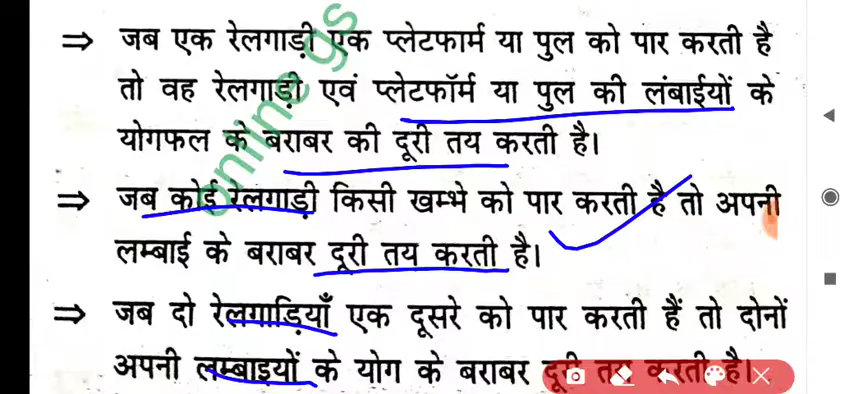 ⇒ जब एक रेलगाड़ी एक प्लेटफार्म या पुल को पार करती है
तो वह रेलगाड़ी एवं प्लेटफॉर्म या पुल की लंबाईयों के
योगफल के बराबर की दूरी तय करती है।
⇒ जब कोई रेलगाड़ी किसी खम्भे को पार करती है तो अपनी
लम्बाई के बराबर दूरी तय करती है।
⇒ जब दो रेलगाड़ियाँ एक दूसरे को पार करती हैं तो दोनों
अपनी लम्बाइयों के योग के बराबर दूरी तय करती है।
online gs